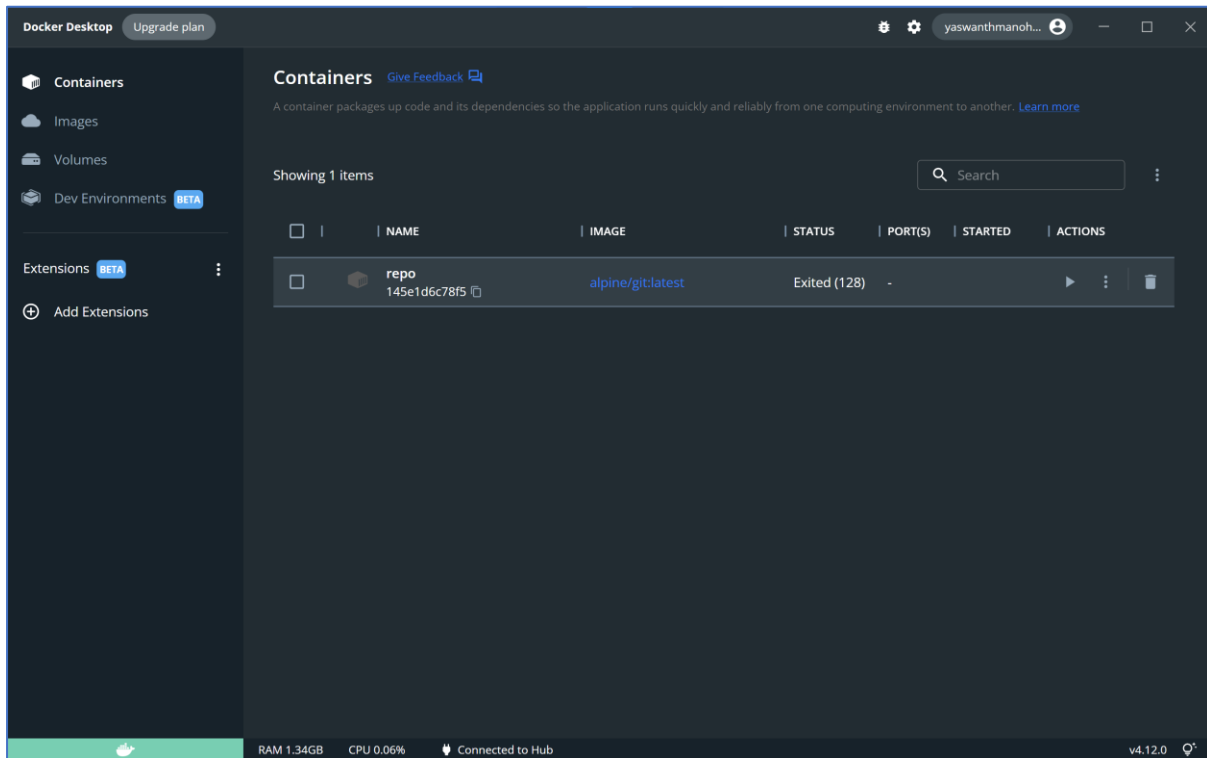 Docker Desktop Upgrade plan yaswanthmanoh...
Containers
Images
Volumes
Dev Environments BETA
Extensions BETA
Add Extensions
Containers Give Feedback
A container packages up code and its dependencies so the application runs quickly and reliably from one computing environment to another. Learn more
Showing 1 items Search
NAME IMAGE STATUS PORT(S) STARTED ACTIONS
repo
145e1d6c78f5 alpine/git:latest Exited (128) -
RAM 1.34GB CPU 0.06% Connected to Hub v4.12.0